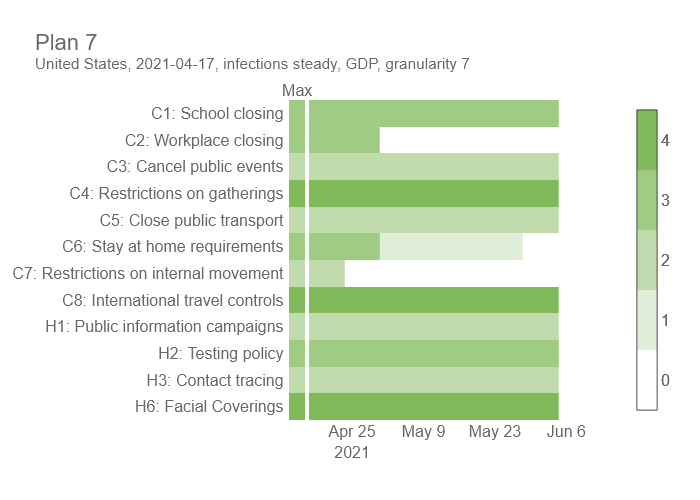 Plan 7
United States, 2021-04-17, infections steady, GDP, granularity 7
Max
C1: School closing
C2: Workplace closing
C3: Cancel public events
C4: Restrictions on gatherings
C5: Close public transport
C6: Stay at home requirements
C7: Restrictions on internal movement
C8: International travel controls
H1: Public information campaigns
H2: Testing policy
H3: Contact tracing
H6: Facial Coverings
Apr 25 May 9 May 23 Jun 6
2021
4
3
2
1
0